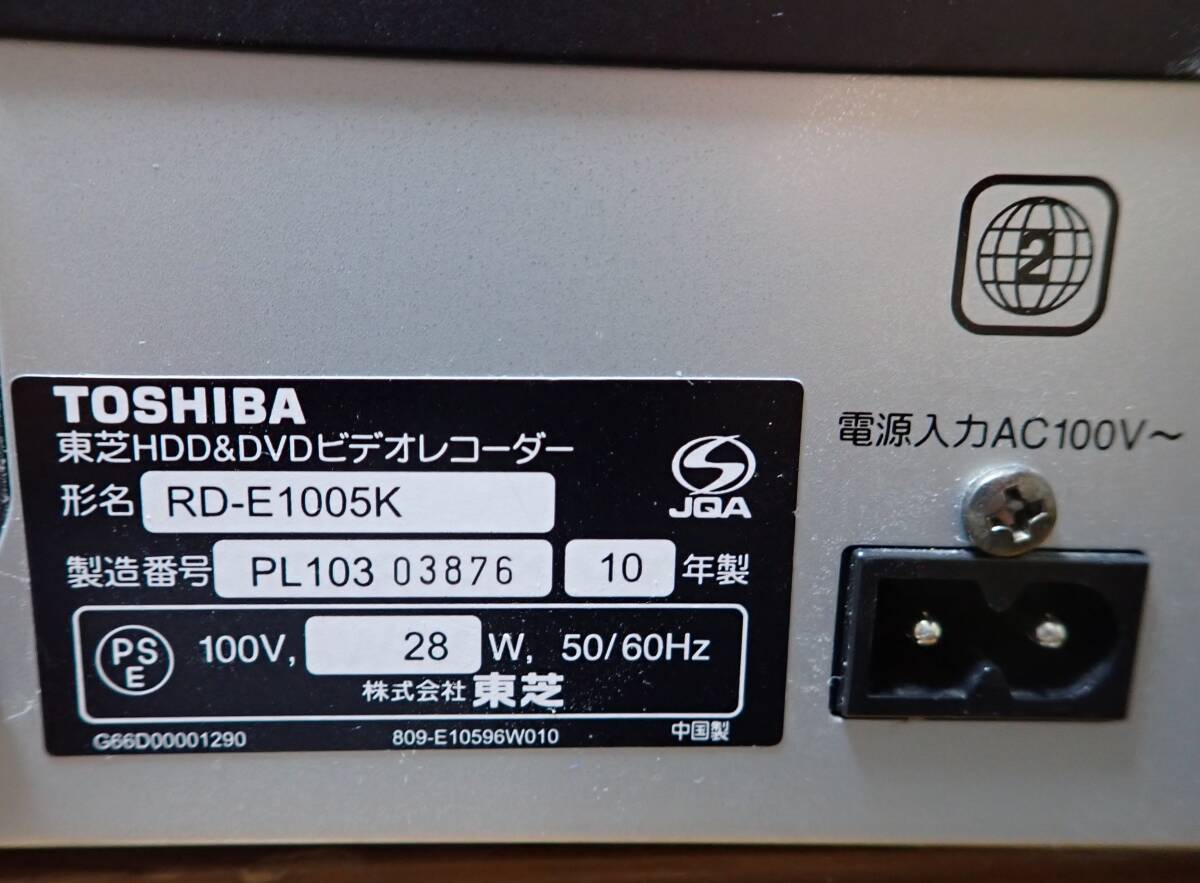 2
電源入力AC100V～
TOSHIBA
東芝HDD&DVDビデオレコーダー
JQA
形名 RD-E1005K
製造番号 PL103 03876 10 年製
PSE 100V, 28 W, 50/60Hz
株式会社 東芝
G66D00001290 809-E10596W010 中国製